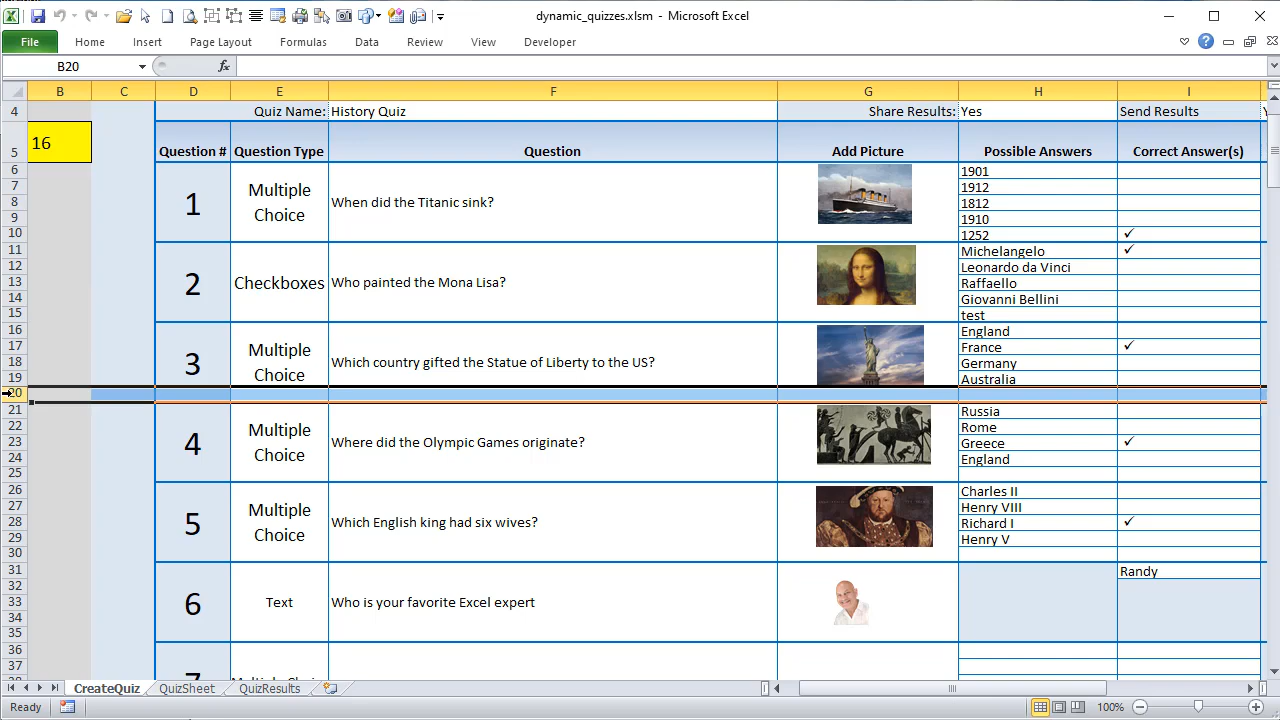 dynamic_quizzes.xlsm - Microsoft Excel
File Home Insert Page Layout Formulas Data Review View Developer
B20 fx
B C D E F G H I
4 Quiz Name: History Quiz Share Results: Yes Send Results
5 16 Question # Question Type Question Add Picture Possible Answers Correct Answer(s)
6 1901
7 1912
8 1 Multiple Choice When did the Titanic sink? 1812
9 1910
10 1252 ✓
11 Michelangelo ✓
12 Leonardo da Vinci
13 2 Checkboxes Who painted the Mona Lisa? Raffaello
14 Giovanni Bellini
15 test
16 England
17 France ✓
18 3 Multiple Choice Which country gifted the Statue of Liberty to the US? Germany
19 Australia
20
21 Russia
22 Rome
23 4 Multiple Choice Where did the Olympic Games originate? Greece ✓
24 England
25
26 Charles II
27 Henry VIII
28 5 Multiple Choice Which English king had six wives? Richard I ✓
29 Henry V
30
31 Randy
32
33 6 Text Who is your favorite Excel expert
34
35
36
37
CreateQuiz QuizSheet QuizResults
Ready 100%